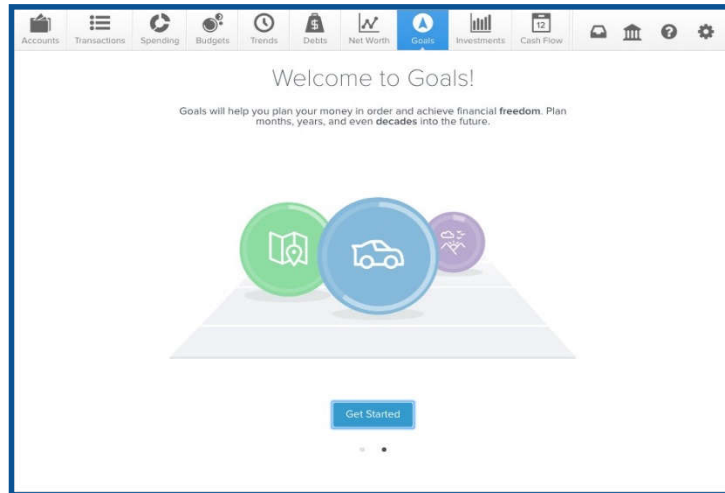 Accounts
Transactions
Spending
Budgets
Trends
Debts
Net Worth
Goals
Investments
12
Cash Flow
Welcome to Goals!
Goals will help you plan your money in order and achieve financial freedom. Plan
months, years, and even decades into the future.
Get Started